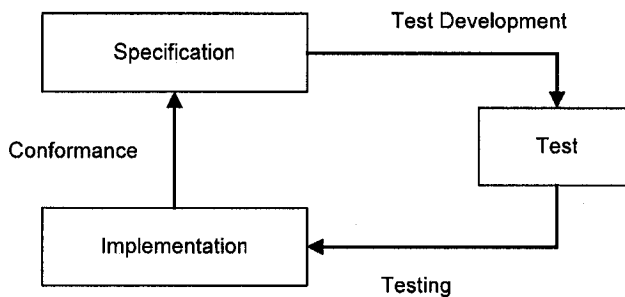 Test Development
Specification
Conformance
Test
Implementation
Testing